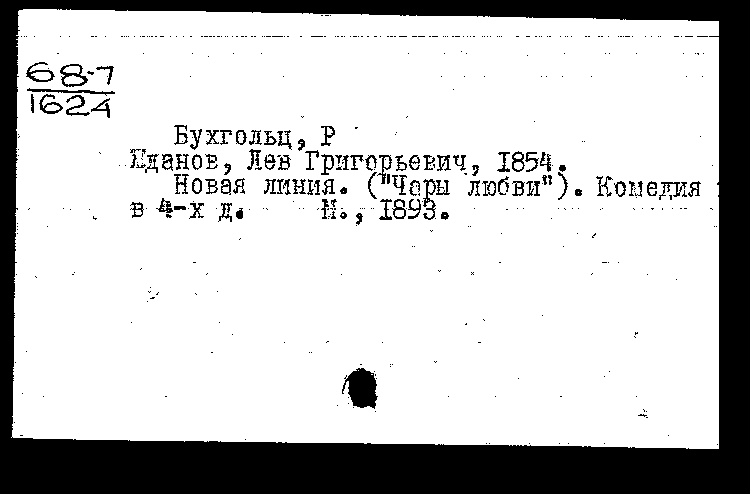 68-7
1624
Бухгольц, Р
Жданов, Лев Григорьевич, 1854.
Новая линия. ("Чары любви"). Комедия
в 4-х д. М., 1893.